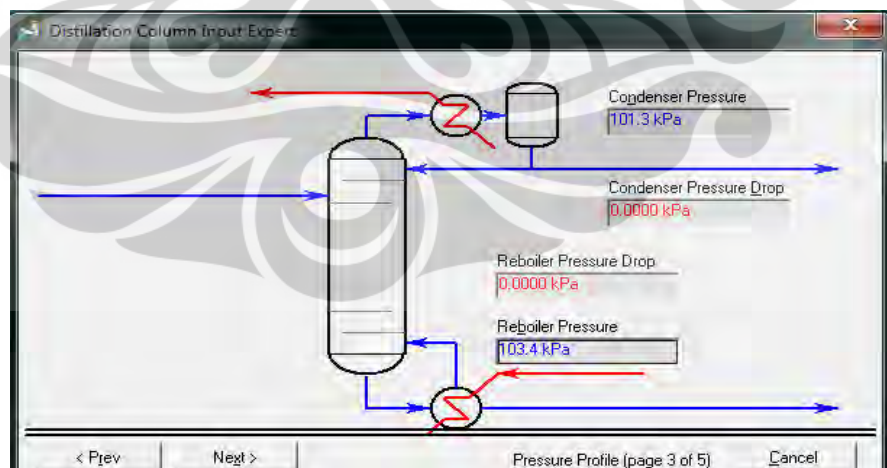 Distillation Column Input Expert
Condenser Pressure
101.3 kPa
Condenser Pressure Drop
0.0000 kPa
Reboiler Pressure Drop
0.0000 kPa
Reboiler Pressure
103.4 kPa
< Prev
Next >
Pressure Profile (page 3 of 5)
Cancel